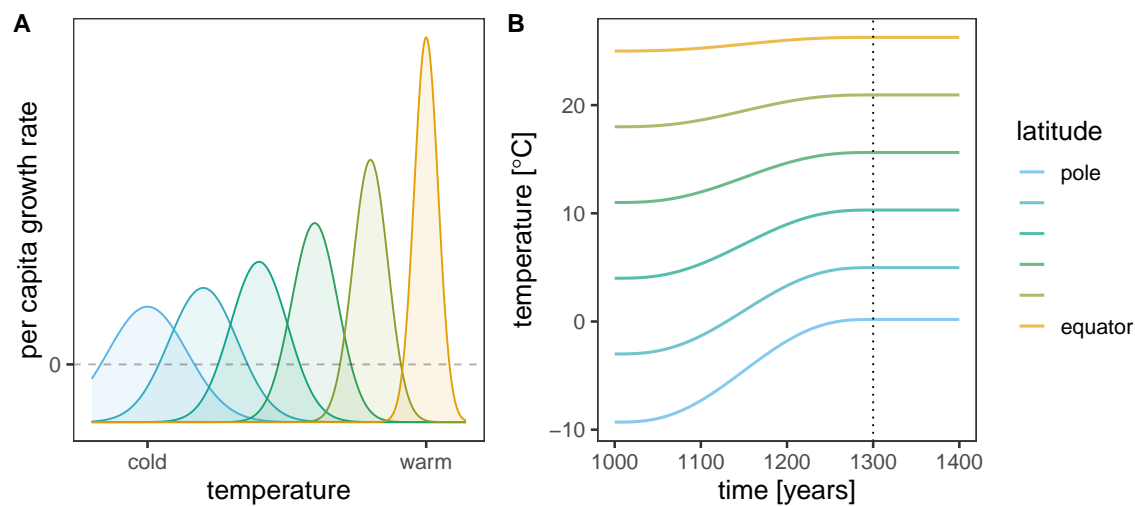 A
per capita growth rate
0
cold
warm
temperature
B
temperature [°C]
20
10
0
−10
1000
1100
1200
1300
1400
time [years]
latitude
pole
equator